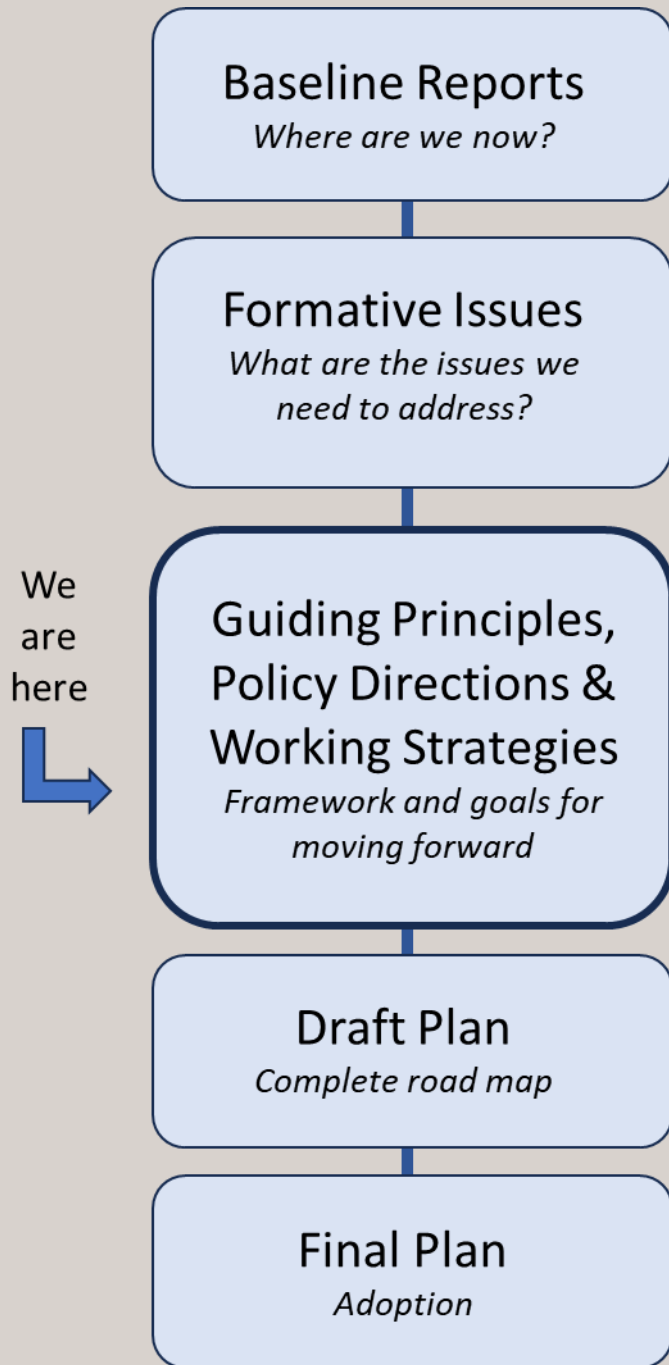 Baseline Reports
Where are we now?
Formative Issues
What are the issues we
need to address?
We
are
here
Guiding Principles,
Policy Directions &
Working Strategies
Framework and goals for
moving forward
Draft Plan
Complete road map
Final Plan
Adoption